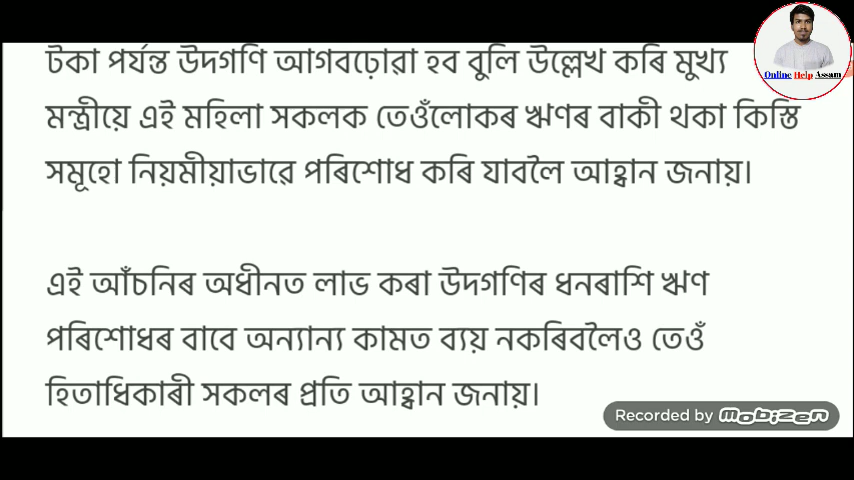 টকা পৰ্যন্ত উদগণি আগবঢ়োৱা হব বুলি উল্লেখ কৰি মুখ্য
মন্ত্ৰীয়ে এই মহিলা সকলক তেওঁলোকৰ ঋণৰ বাকী থকা কিস্তি
সমূহো নিয়মীয়াভাৱে পৰিশোধ কৰি যাবলৈ আহ্বান জনায়।
এই আঁচনিৰ অধীনত লাভ কৰা উদগণিৰ ধনৰাশি ঋণ
পৰিশোধৰ বাবে অন্যান্য কামত ব্যয় নকৰিবলৈও তেওঁ
হিতাধিকাৰী সকলৰ প্ৰতি আহ্বান জনায়।
Online Help Assam
Recorded by mobizen